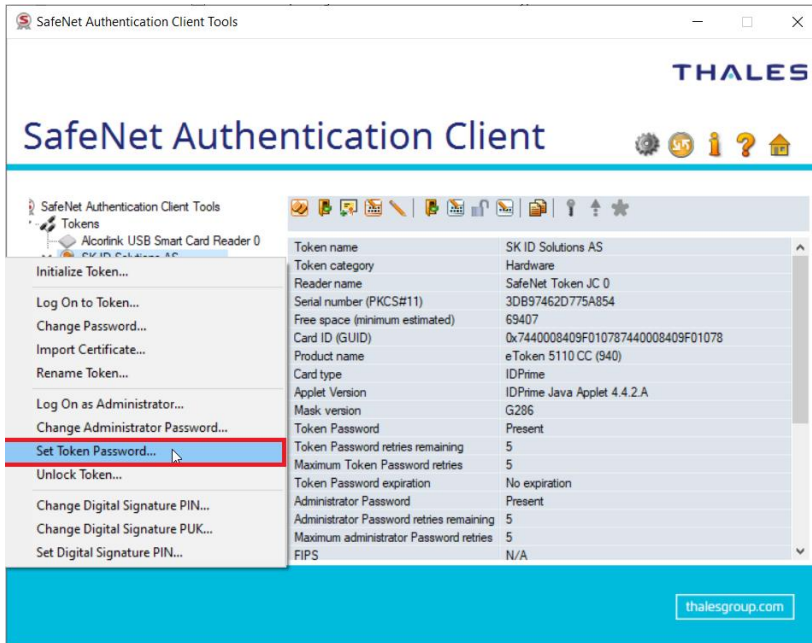 SafeNet Authentication Client Tools
THALES
SafeNet Authentication Client
SafeNet Authentication Client Tools
Tokens
Alcorlink USB Smart Card Reader 0
SK ID Solutions AS
Initialize Token...
Log On to Token...
Change Password...
Import Certificate...
Rename Token...
Log On as Administrator...
Change Administrator Password...
Set Token Password...
Unlock Token...
Change Digital Signature PIN...
Change Digital Signature PUK...
Set Digital Signature PIN...
Token name SK ID Solutions AS
Token category Hardware
Reader name SafeNet Token JC 0
Serial number (PKCS#11) 3DB97462D775A854
Free space (minimum estimated) 69407
Card ID (GUID) 0x7440008409F010787440008409F01078
Product name eToken 5110 CC (940)
Card type IDPrime
Applet Version IDPrime Java Applet 4.4.2.A
Mask version G286
Token Password Present
Token Password retries remaining 5
Maximum Token Password retries 5
Token Password expiration No expiration
Administrator Password Present
Administrator Password retries remaining 5
Maximum administrator Password retries 5
FIPS N/A
thalesgroup.com